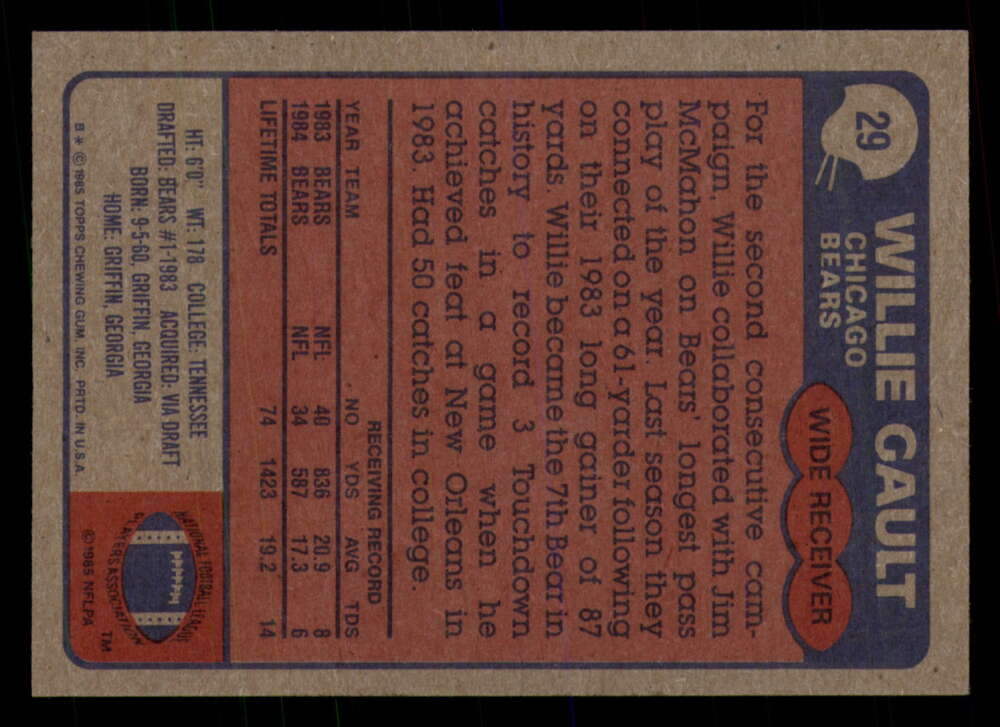 29
WILLIE GAULT
CHICAGO
BEARS
WIDE RECEIVER
For the second consecutive cam-
paign, Willie collaborated with Jim
McMahon on Bears' longest pass
play of the year. Last season they
connected on a 61-yarder following
on their 1983 long gainer of 87
yards. Willie became the 7th Bear in
history to record 3 Touchdown
catches in a game when he
achieved feat at New Orleans in
1983. Had 50 catches in college.
RECEIVING RECORD
YEAR TEAM NO YDS AVG TDS
1983 BEARS NFL 40 836 20.9 8
1984 BEARS NFL 34 587 17.3 6
LIFETIME TOTALS 74 1423 19.2 14
HT: 6'0" WT: 178 COLLEGE: TENNESSEE
DRAFTED: BEARS #1-1983 ACQUIRED: VIA DRAFT
BORN: 9-5-60, GRIFFIN, GEORGIA
HOME: GRIFFIN, GEORGIA
B * © 1985 TOPPS CHEWING GUM, INC. PRTD. IN U.S.A.
NATIONAL FOOTBALL LEAGUE
PLAYERS ASSOCIATION
TM
© 1985 NFLPA